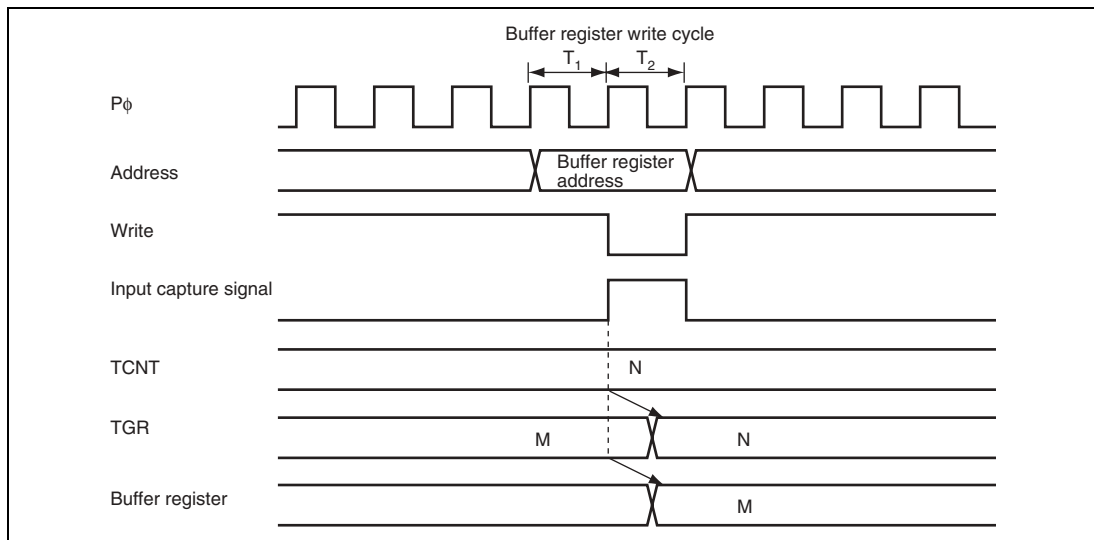 Buffer register write cycle
T1 T2
Pφ
Address
Buffer register
address
Write
Input capture signal
TCNT
N
TGR
M N
Buffer register
M